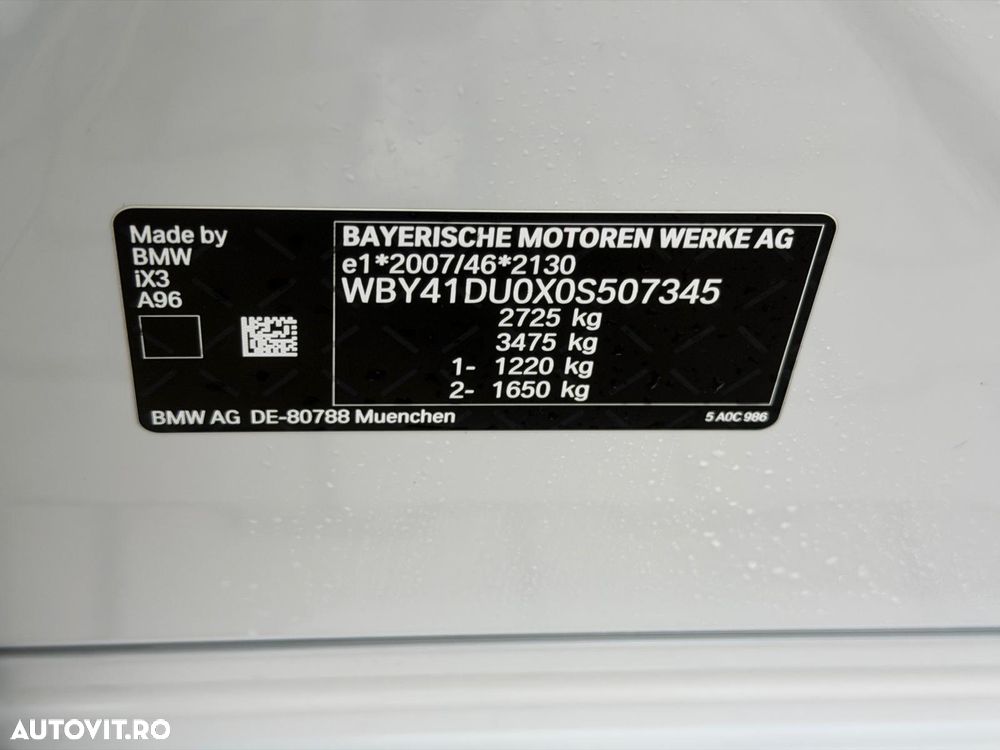 Made by
BMW
iX3
A96
BAYERISCHE MOTOREN WERKE AG
e1*2007/46*2130
WBY41DU0X0S507345
2725 kg
3475 kg
1- 1220 kg
2- 1650 kg
BMW AG DE-80788 Muenchen
5 A0C 986
AUTOVIT.RO